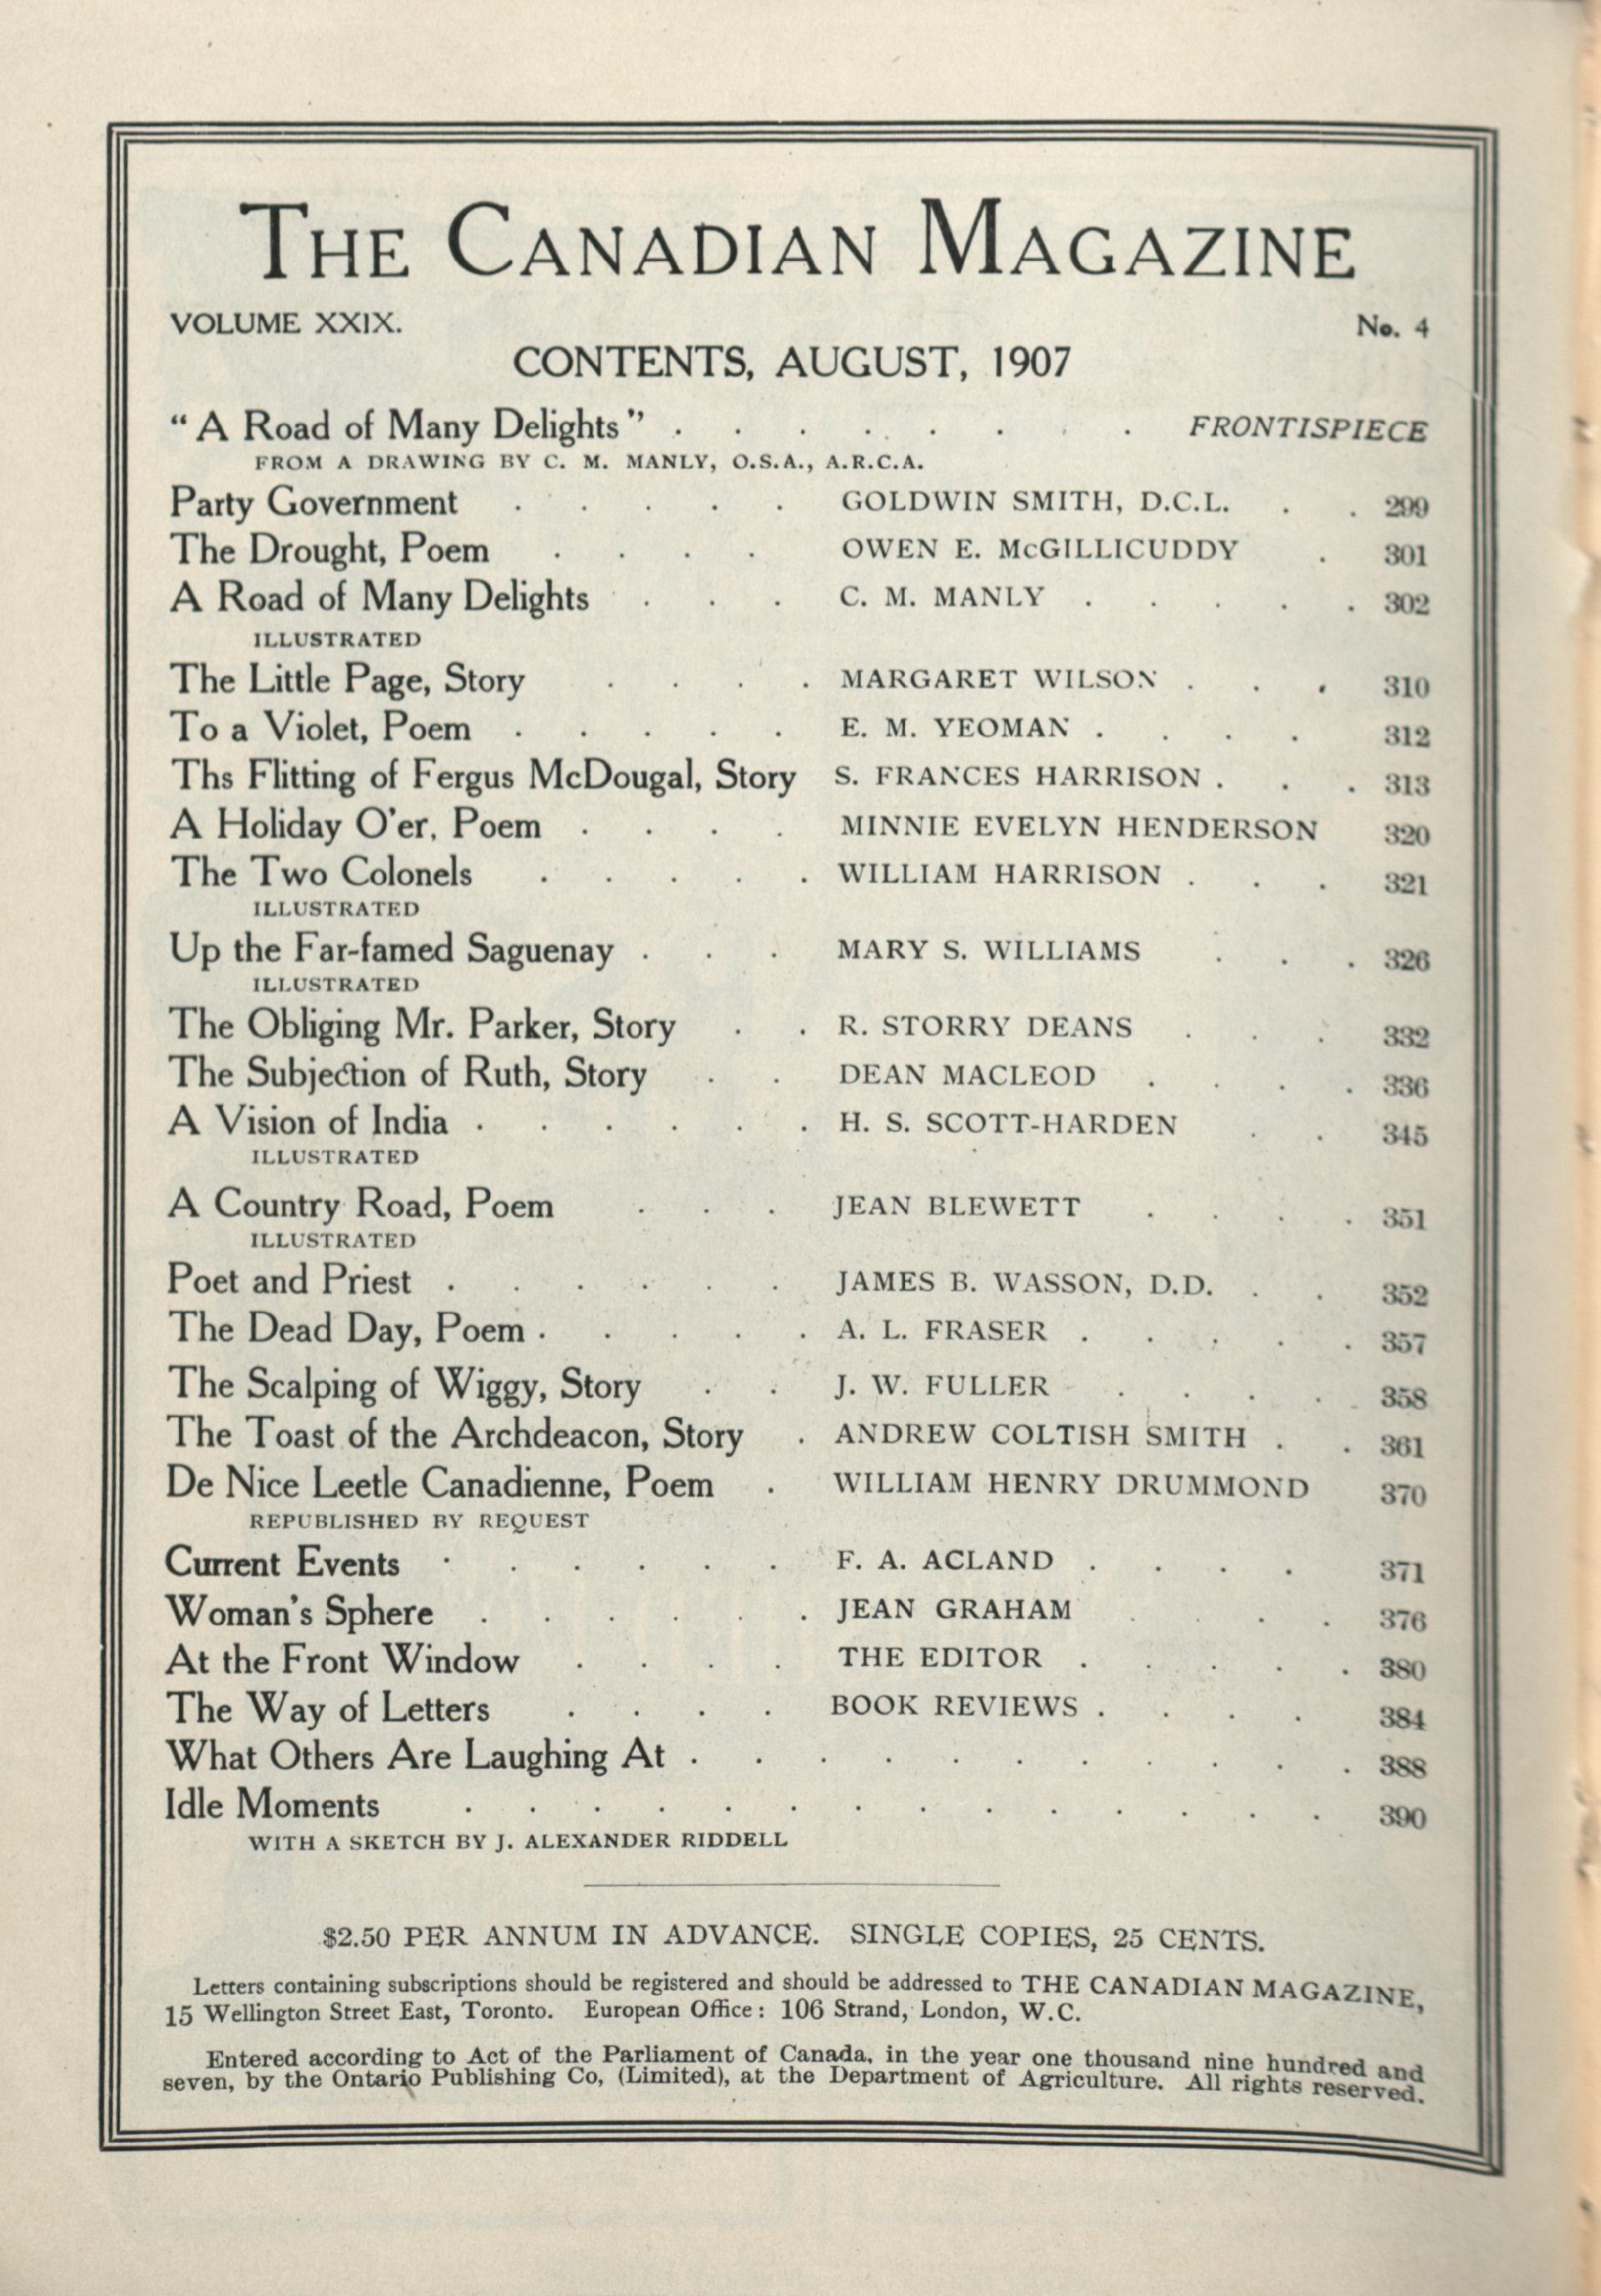 THE CANADIAN MAGAZINE
VOLUME XXIX. No. 4
CONTENTS, AUGUST, 1907
"A Road of Many Delights" . . . . . . . . FRONTISPIECE
FROM A DRAWING BY C. M. MANLY, O.S.A., A.R.C.A.
Party Government . . . . . GOLDWIN SMITH, D.C.L. . . 299
The Drought, Poem . . . . OWEN E. McGILLICUDDY . 301
A Road of Many Delights . . . C. M. MANLY . . . . . 302
ILLUSTRATED
The Little Page, Story . . . . MARGARET WILSON . . . 310
To a Violet, Poem . . . . . E. M. YEOMAN . . . . 312
Ths Flitting of Fergus McDougal, Story S. FRANCES HARRISON . . . 313
A Holiday O'er, Poem . . . . MINNIE EVELYN HENDERSON 320
The Two Colonels . . . . . WILLIAM HARRISON . . . 321
ILLUSTRATED
Up the Far-famed Saguenay . . . MARY S. WILLIAMS . . . 326
ILLUSTRATED
The Obliging Mr. Parker, Story . . R. STORRY DEANS . . . 332
The Subjection of Ruth, Story . . DEAN MACLEOD . . . . 336
A Vision of India . . . . . . H. S. SCOTT-HARDEN . . 345
ILLUSTRATED
A Country Road, Poem . . . JEAN BLEWETT . . . . 351
ILLUSTRATED
Poet and Priest . . . . . . JAMES B. WASSON, D.D. . . 352
The Dead Day, Poem . . . . . A. L. FRASER . . . . . 357
The Scalping of Wiggy, Story . . J. W. FULLER . . . . 358
The Toast of the Archdeacon, Story . ANDREW COLTISH SMITH . . 361
De Nice Leetle Canadienne, Poem . WILLIAM HENRY DRUMMOND 370
REPUBLISHED BY REQUEST
Current Events . . . . . . F. A. ACLAND . . . . 371
Woman's Sphere . . . . . . JEAN GRAHAM . . . . 376
At the Front Window . . . . THE EDITOR . . . . . 380
The Way of Letters . . . . BOOK REVIEWS . . . . 384
What Others Are Laughing At . . . . . . . . . . . 388
Idle Moments . . . . . . . . . . . . . . 390
WITH A SKETCH BY J. ALEXANDER RIDDELL
$2.50 PER ANNUM IN ADVANCE. SINGLE COPIES, 25 CENTS.
Letters containing subscriptions should be registered and should be addressed to THE CANADIAN MAGAZINE,
15 Wellington Street East, Toronto. European Office: 106 Strand, London, W.C.
Entered according to Act of the Parliament of Canada, in the year one thousand nine hundred and
seven, by the Ontario Publishing Co, (Limited), at the Department of Agriculture. All rights reserved.